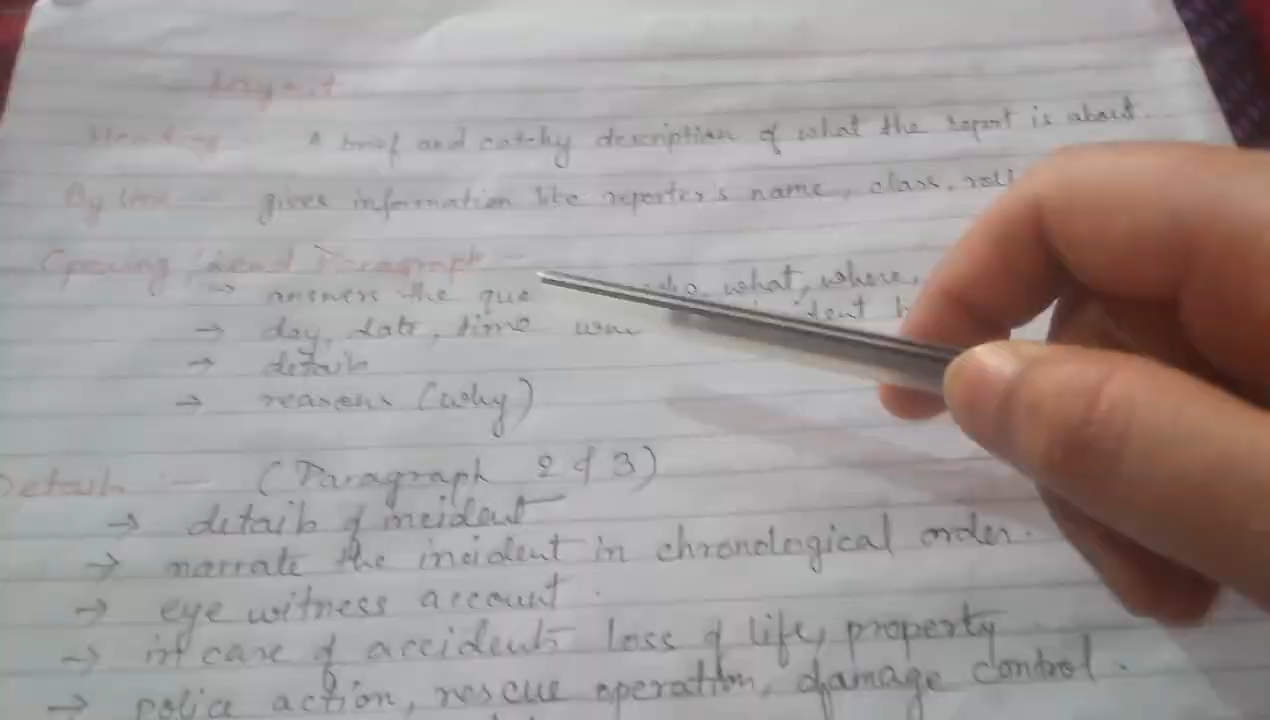 Layout
Heading - A brief and catchy description of what the report is about.
By line - gives information like reporter's name, class, roll
Opening / Lead Paragraph -
→ answers the que who, what, where,
→ day, date, time
→ details
→ reasons (why)
Details :- (Paragraph 2 & 3)
→ details of incident
→ narrate the incident in chronological order.
→ eye witness account.
→ in case of accidents loss of life, property
→ police action, rescue operation, damage control.